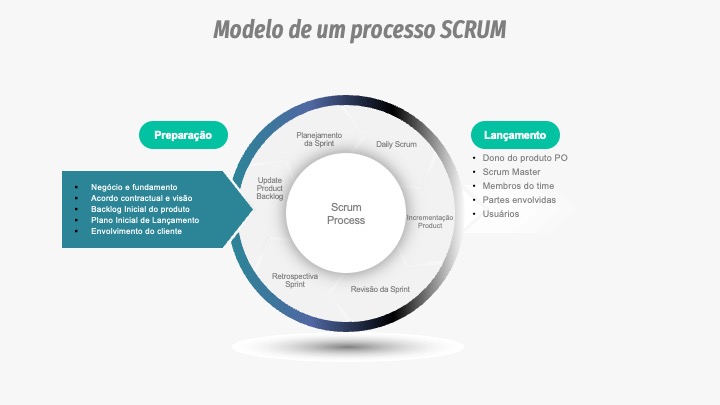 Modelo de um processo SCRUM
Preparação
Negócio e fundamento
Acordo contractual e visão
Backlog Inicial do produto
Plano Inicial de Lançamento
Envolvimento do cliente
Planejamento
da Sprint
Daily Scrum
Update
Product
Backlog
Scrum
Process
Incrementação
Product
Retrospectiva
Sprint
Revisão da Sprint
Lançamento
Dono do produto PO
Scrum Master
Membros do time
Partes envolvidas
Usuários